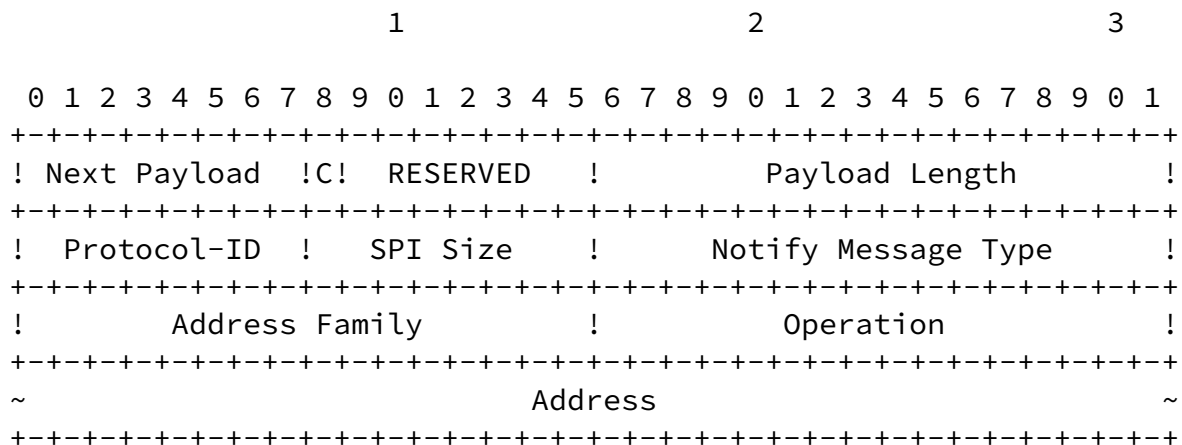 1                   2                   3

 0 1 2 3 4 5 6 7 8 9 0 1 2 3 4 5 6 7 8 9 0 1 2 3 4 5 6 7 8 9 0 1
+-+-+-+-+-+-+-+-+-+-+-+-+-+-+-+-+-+-+-+-+-+-+-+-+-+-+-+-+-+-+-+-+
! Next Payload  !C!  RESERVED   !         Payload Length        !
+-+-+-+-+-+-+-+-+-+-+-+-+-+-+-+-+-+-+-+-+-+-+-+-+-+-+-+-+-+-+-+-+
!  Protocol-ID  !   SPI Size    !      Notify Message Type      !
+-+-+-+-+-+-+-+-+-+-+-+-+-+-+-+-+-+-+-+-+-+-+-+-+-+-+-+-+-+-+-+-+
!        Address Family         !          Operation            !
+-+-+-+-+-+-+-+-+-+-+-+-+-+-+-+-+-+-+-+-+-+-+-+-+-+-+-+-+-+-+-+-+
~                            Address                            ~
+-+-+-+-+-+-+-+-+-+-+-+-+-+-+-+-+-+-+-+-+-+-+-+-+-+-+-+-+-+-+-+-+